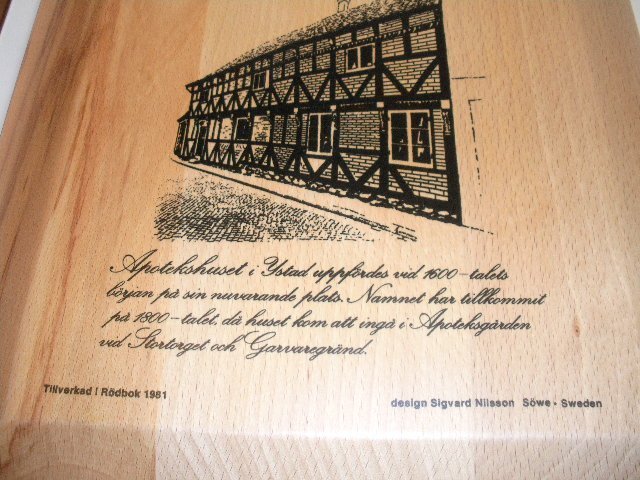 Apotekshuset i Ystad uppfördes vid 1600-talets
början på sin nuvarande plats. Namnet har tillkommit
på 1800-talet, då huset kom att ingå i Apoteksgården
vid Stortorget och Garvaregränd.
Tillverkad i Rödbok 1981
design Sigvard Nilsson Söwe - Sweden